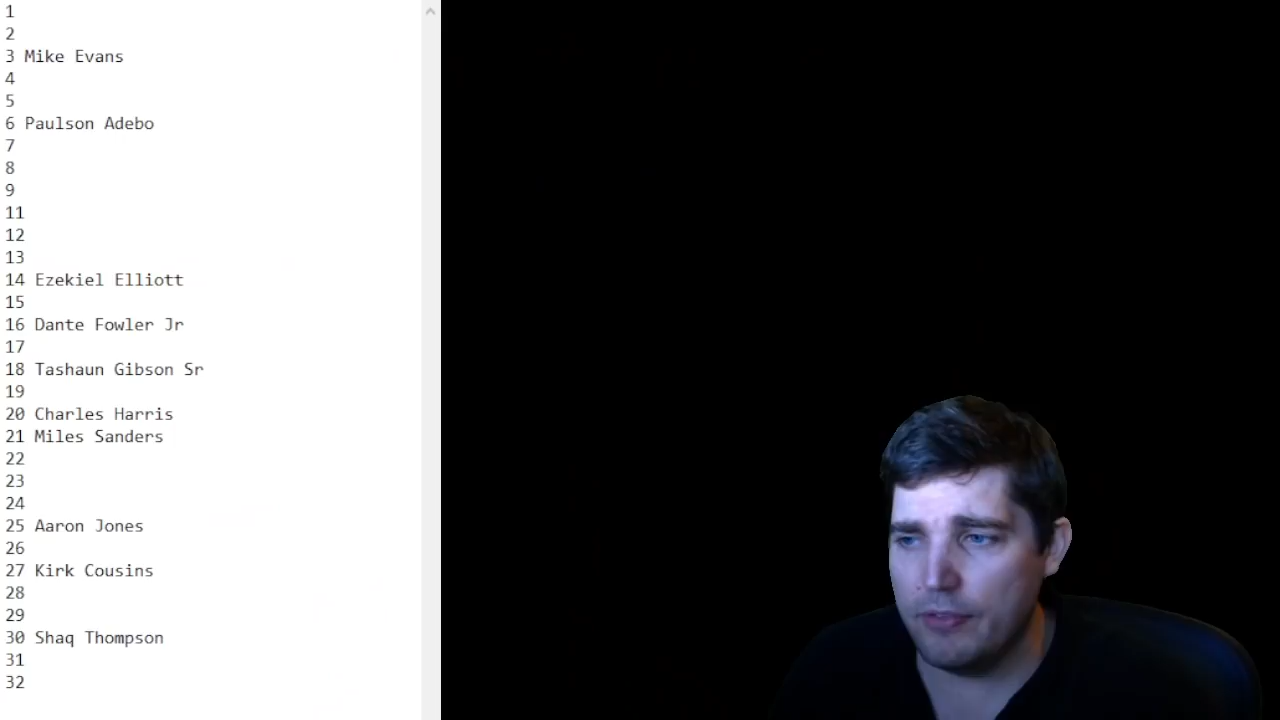 1
2
3 Mike Evans
4
5
6 Paulson Adebo
7
8
9
11
12
13
14 Ezekiel Elliott
15
16 Dante Fowler Jr
17
18 Tashaun Gibson Sr
19
20 Charles Harris
21 Miles Sanders
22
23
24
25 Aaron Jones
26
27 Kirk Cousins
28
29
30 Shaq Thompson
31
32